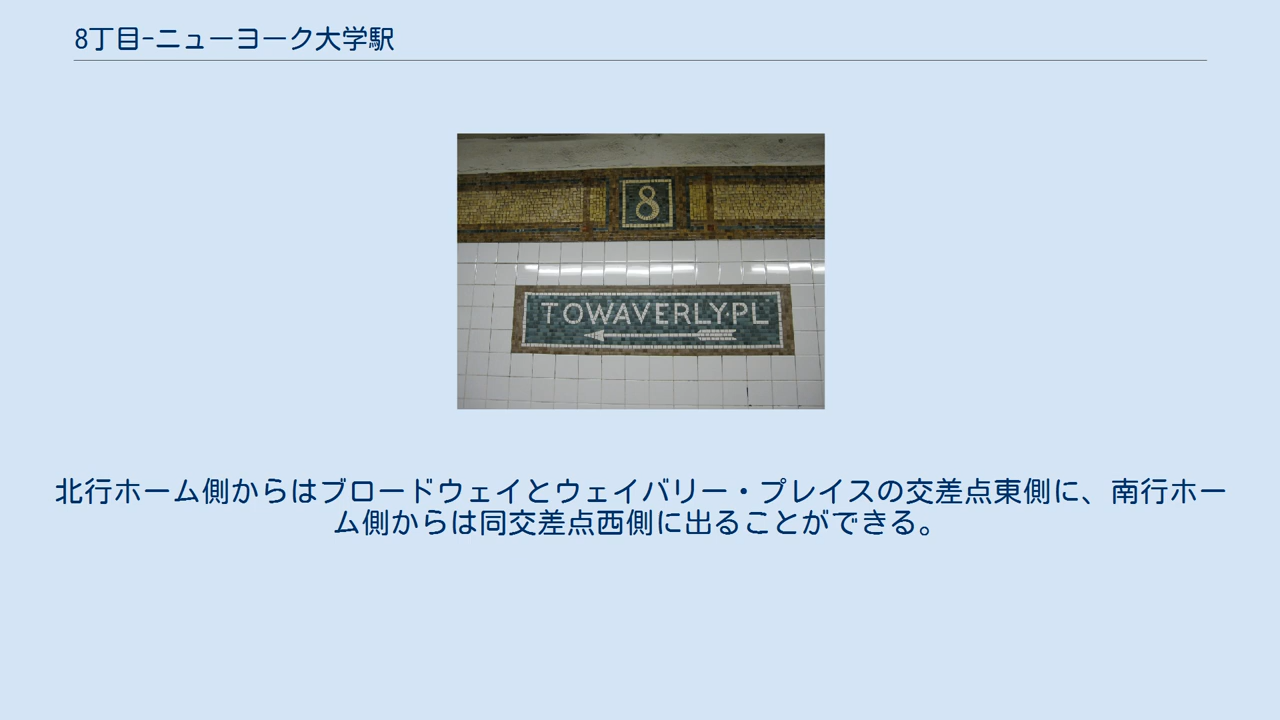 8丁目-ニューヨーク大学駅
8
TO WAVERLY·PL
北行ホーム側からはブロードウェイとウェイバリー・プレイスの交差点東側に、南行ホー
ム側からは同交差点西側に出ることができる。